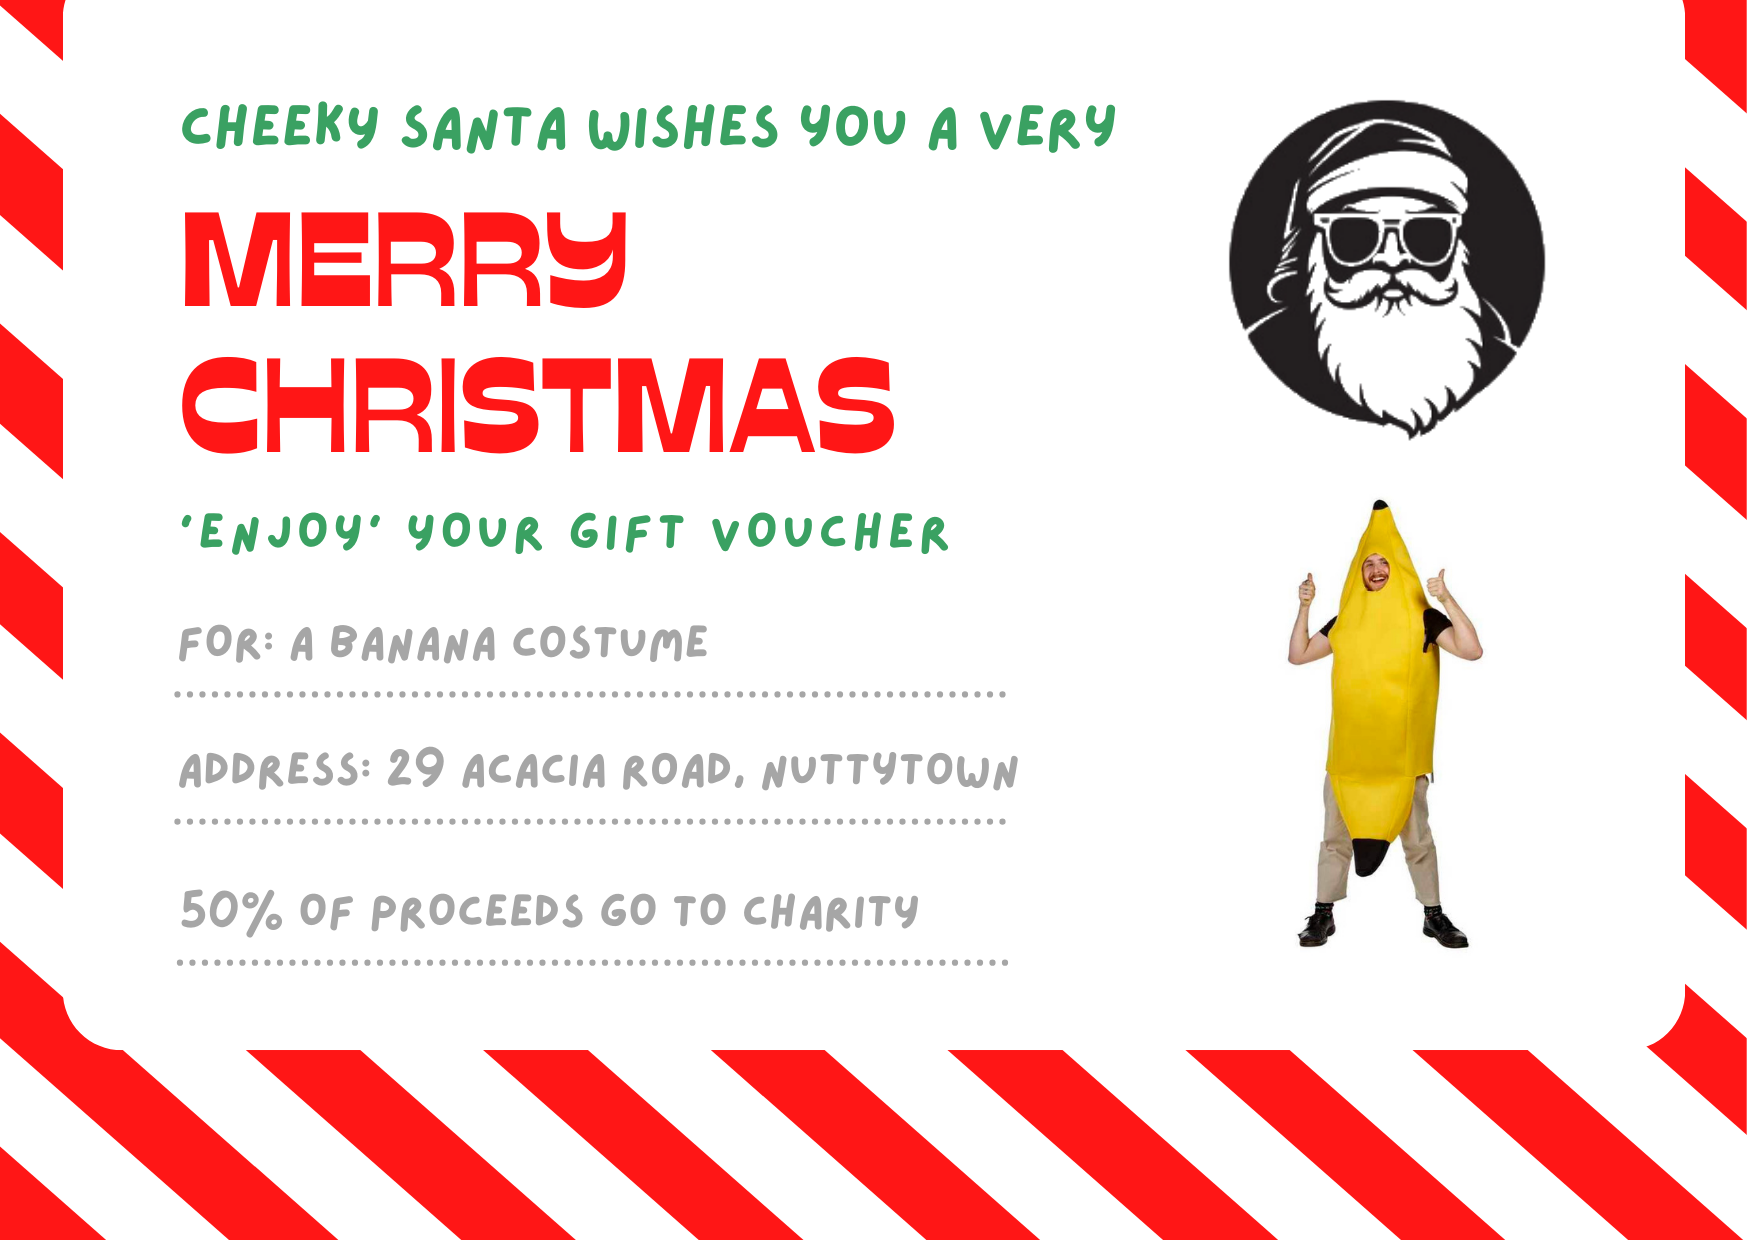 CHEEKY SANTA WISHES YOU A VERY
MERRY
CHRISTMAS
'ENJOY' YOUR GIFT VOUCHER
FOR: A BANANA COSTUME
ADDRESS: 29 ACACIA ROAD, NUTTYTOWN
50% OF PROCEEDS GO TO CHARITY